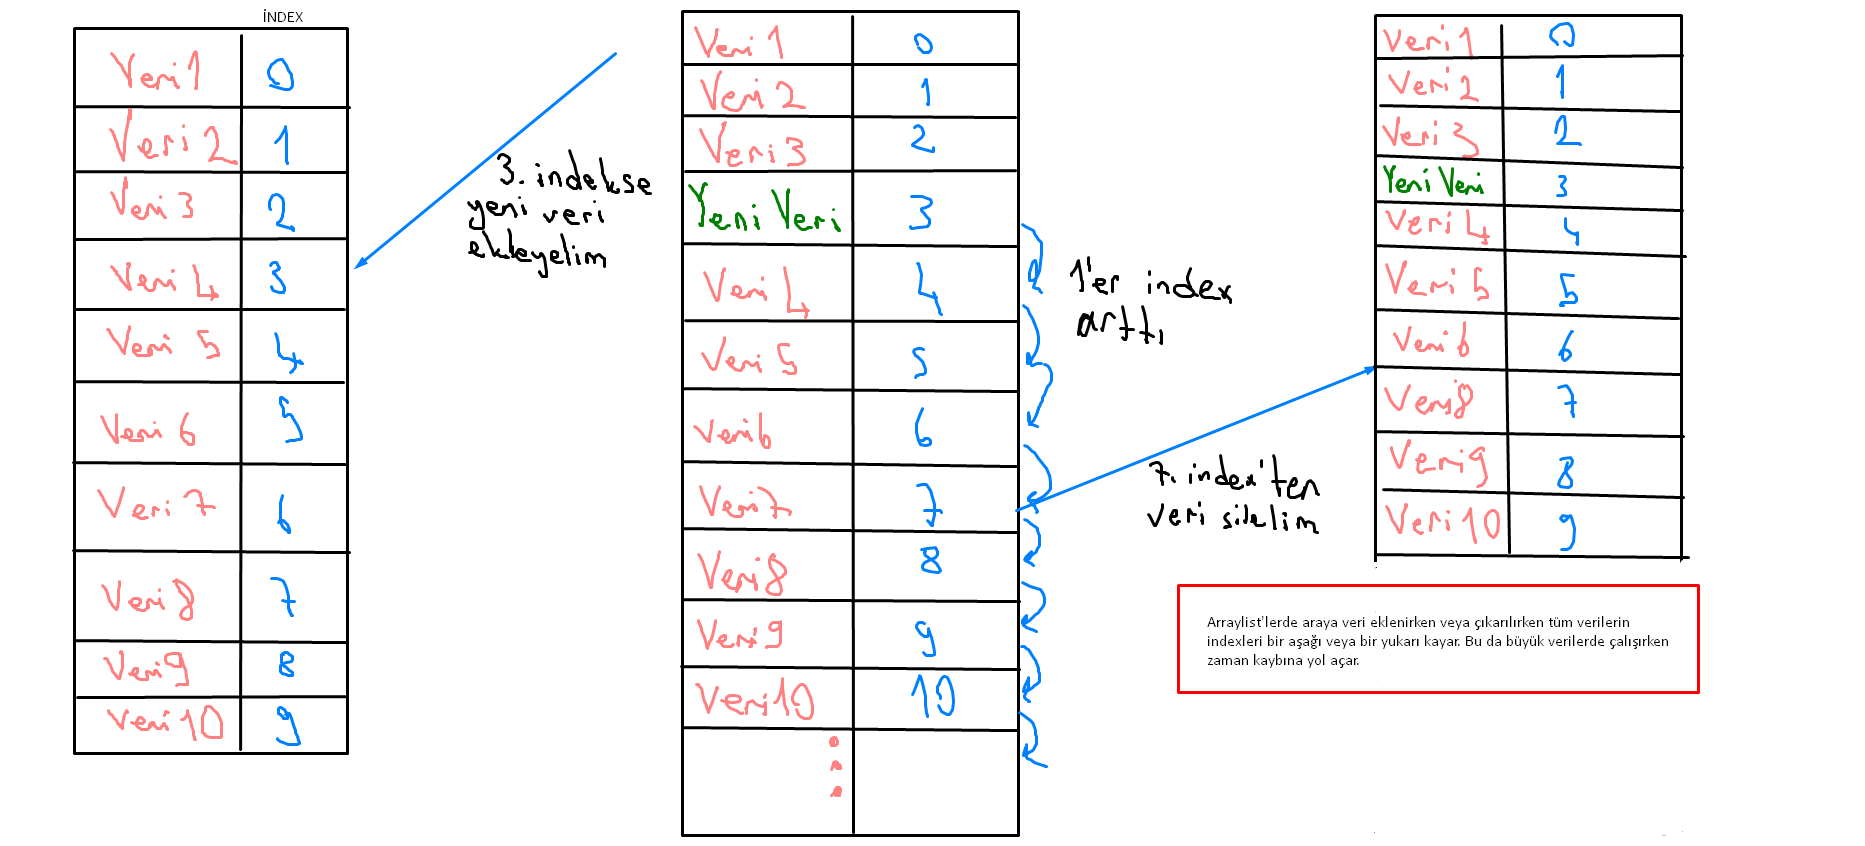 İNDEX
Veri 1 0
Veri 2 1
Veri 3 2
Veri 4 3
Veri 5 4
Veri 6 5
Veri 7 6
Veri 8 7
Veri 9 8
Veri 10 9
3. indekse
yeni veri
ekleyelim
Veri 1 0
Veri 2 1
Veri 3 2
Yeni Veri 3
Veri 4 4
Veri 5 5
Veri 6 6
Veri 7 7
Veri 8 8
Veri 9 9
Veri 10 10
1'er index
arttı
7. index'ten
veri silelim
Veri 1 0
Veri 2 1
Veri 3 2
Yeni Veri 3
Veri 4 4
Veri 5 5
Veri 6 6
Veri 8 7
Veri 9 8
Veri 10 9
Arraylist'lerde araya veri eklenirken veya çıkarılırken tüm verilerin
indexleri bir aşağı veya bir yukarı kayar. Bu da büyük verilerde çalışırken
zaman kaybına yol açar.